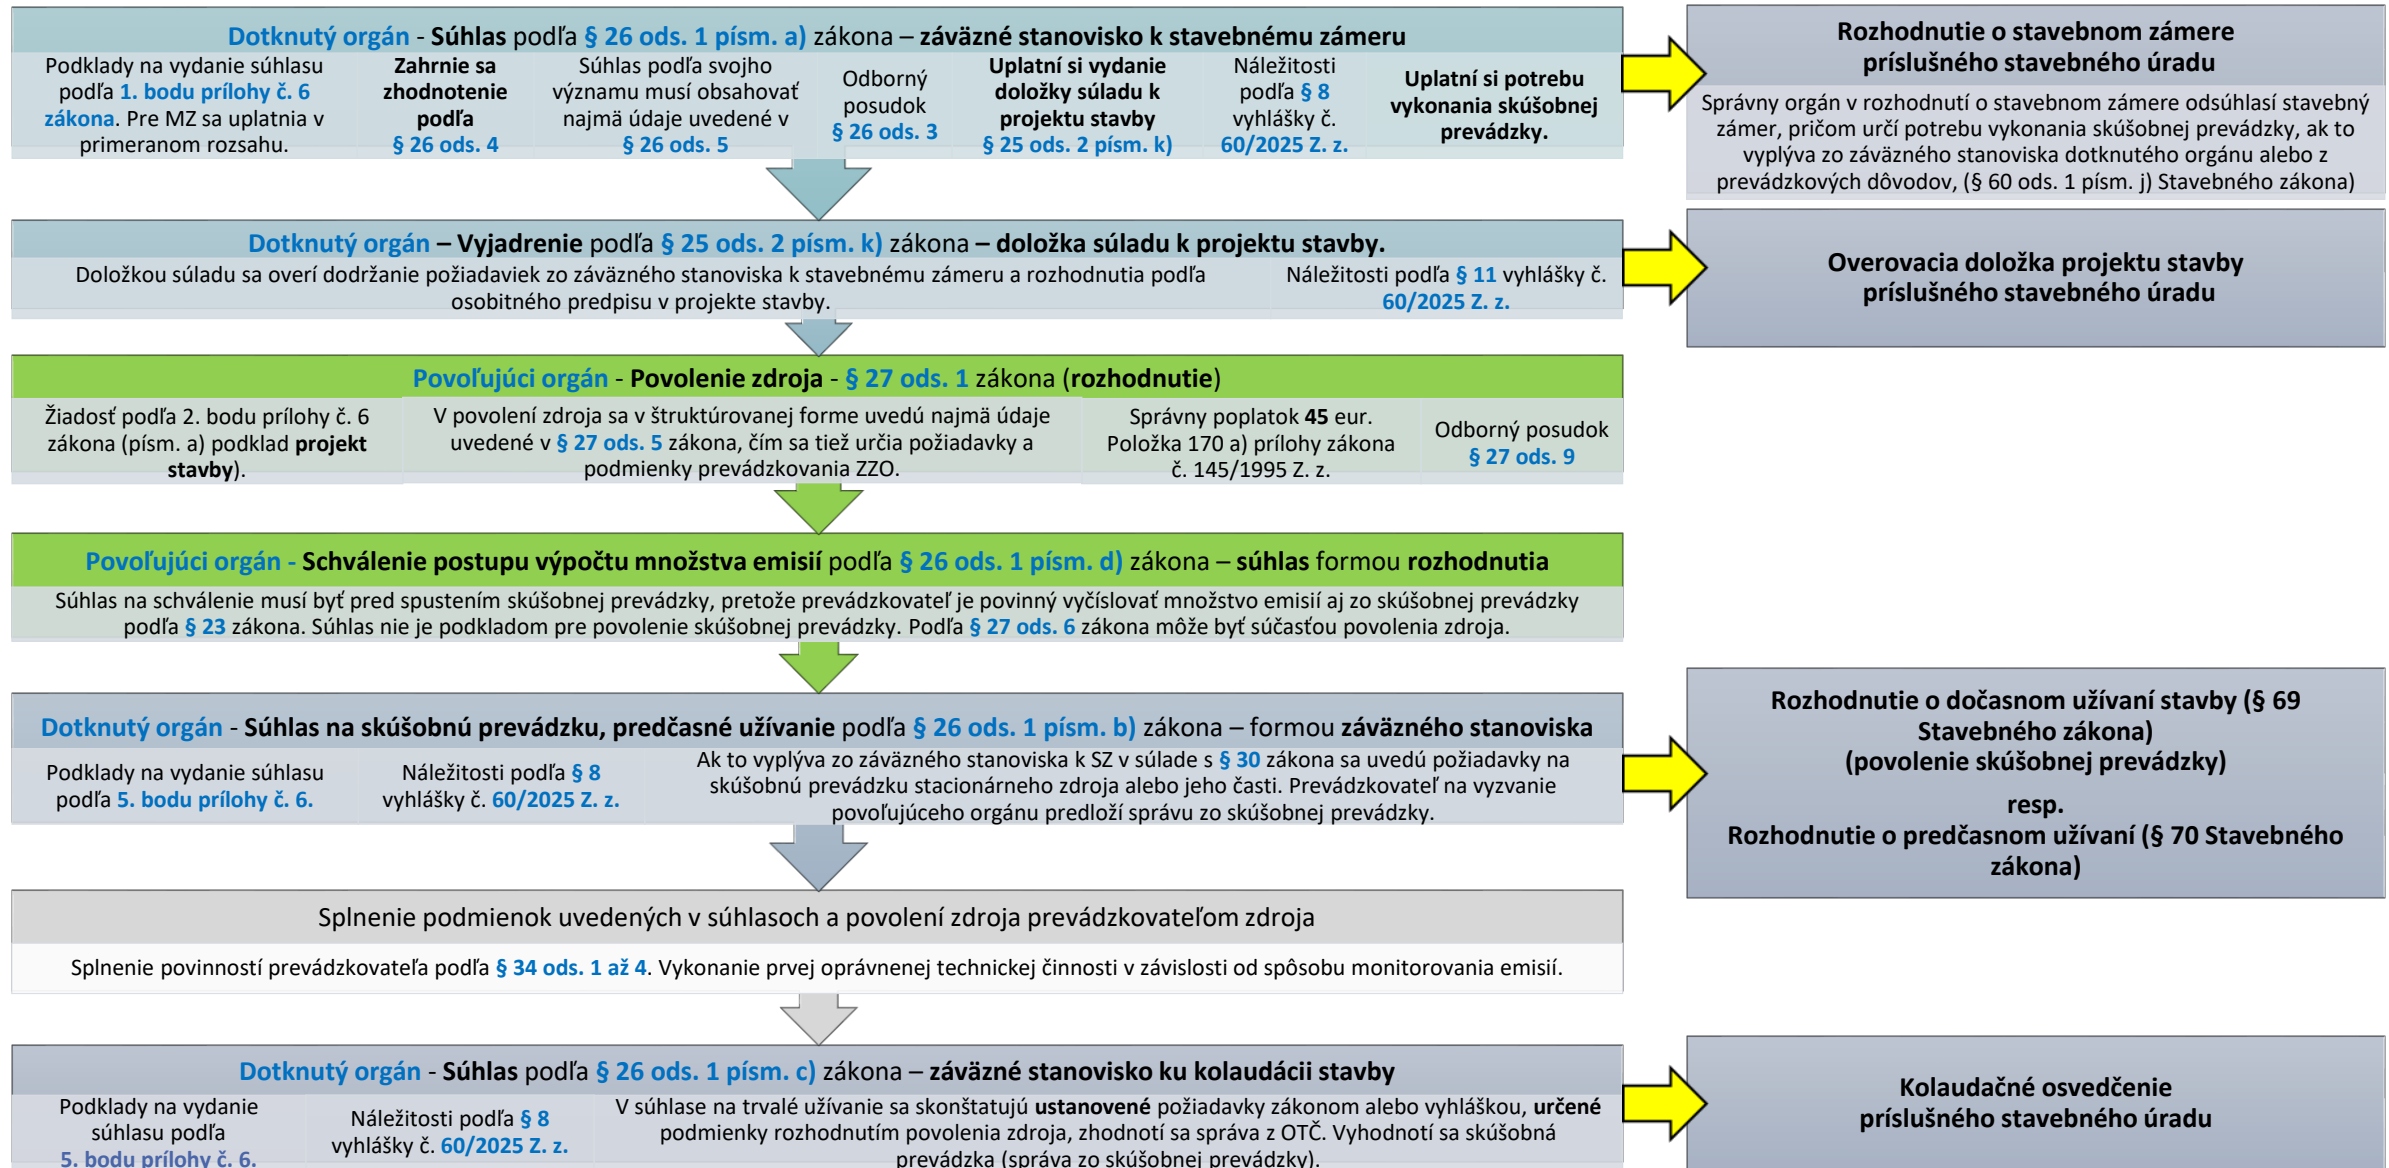 Dotknutý orgán - Súhlas podľa § 26 ods. 1 písm. a) zákona – záväzné stanovisko k stavebnému zámeru
Podklady na vydanie súhlasu
podľa 1. bodu prílohy č. 6
zákona. Pre MZ sa uplatnia v
primeranom rozsahu.
Zahrnie sa
zhodnotenie
podľa
§ 26 ods. 4
Súhlas podľa svojho
významu musí obsahovať
najmä údaje uvedené v
§ 26 ods. 5
Odborný
posudok
§ 26 ods. 3
Uplatní si vydanie
doložky súladu k
projektu stavby
§ 25 ods. 2 písm. k)
Náležitosti
podľa § 8
vyhlášky č.
60/2025 Z. z.
Uplatní si potrebu
vykonania skúšobnej
prevádzky.
Rozhodnutie o stavebnom zámere
príslušného stavebného úradu
Správny orgán v rozhodnutí o stavebnom zámere odsúhlasí stavebný
zámer, pričom určí potrebu vykonania skúšobnej prevádzky, ak to
vyplýva zo záväzného stanoviska dotknutého orgánu alebo z
prevádzkových dôvodov, (§ 60 ods. 1 písm. j) Stavebného zákona)
Dotknutý orgán – Vyjadrenie podľa § 25 ods. 2 písm. k) zákona – doložka súladu k projektu stavby.
Doložkou súladu sa overí dodržanie požiadaviek zo záväzného stanoviska k stavebnému zámeru a rozhodnutia podľa
osobitného predpisu v projekte stavby.
Náležitosti podľa § 11 vyhlášky č.
60/2025 Z. z.
Overovacia doložka projektu stavby
príslušného stavebného úradu
Povoľujúci orgán - Povolenie zdroja - § 27 ods. 1 zákona (rozhodnutie)
Žiadosť podľa 2. bodu prílohy č. 6
zákona (písm. a) podklad projekt
stavby).
V povolení zdroja sa v štruktúrovanej forme uvedú najmä údaje
uvedené v § 27 ods. 5 zákona, čím sa tiež určia požiadavky a
podmienky prevádzkovania ZZO.
Správny poplatok 45 eur.
Položka 170 a) prílohy zákona
č. 145/1995 Z. z.
Odborný posudok
§ 27 ods. 9
Povoľujúci orgán - Schválenie postupu výpočtu množstva emisií podľa § 26 ods. 1 písm. d) zákona – súhlas formou rozhodnutia
Súhlas na schválenie musí byť pred spustením skúšobnej prevádzky, pretože prevádzkovateľ je povinný vyčíslovať množstvo emisií aj zo skúšobnej prevádzky
podľa § 23 zákona. Súhlas nie je podkladom pre povolenie skúšobnej prevádzky. Podľa § 27 ods. 6 zákona môže byť súčasťou povolenia zdroja.
Dotknutý orgán - Súhlas na skúšobnú prevádzku, predčasné užívanie podľa § 26 ods. 1 písm. b) zákona – formou záväzného stanoviska
Podklady na vydanie súhlasu
podľa 5. bodu prílohy č. 6.
Náležitosti podľa § 8
vyhlášky č. 60/2025 Z. z.
Ak to vyplýva zo záväzného stanoviska k SZ v súlade s § 30 zákona sa uvedú požiadavky na
skúšobnú prevádzku stacionárneho zdroja alebo jeho časti. Prevádzkovateľ na vyzvanie
povoľujúceho orgánu predloží správu zo skúšobnej prevádzky.
Rozhodnutie o dočasnom užívaní stavby (§ 69
Stavebného zákona)
(povolenie skúšobnej prevádzky)
resp.
Rozhodnutie o predčasnom užívaní (§ 70 Stavebného
zákona)
Splnenie podmienok uvedených v súhlasoch a povolení zdroja prevádzkovateľom zdroja
Splnenie povinností prevádzkovateľa podľa § 34 ods. 1 až 4. Vykonanie prvej oprávnenej technickej činnosti v závislosti od spôsobu monitorovania emisií.
Dotknutý orgán - Súhlas podľa § 26 ods. 1 písm. c) zákona – záväzné stanovisko ku kolaudácii stavby
Podklady na vydanie
súhlasu podľa
5. bodu prílohy č. 6.
Náležitosti podľa § 8
vyhlášky č. 60/2025 Z. z.
V súhlase na trvalé užívanie sa skonštatujú ustanovené požiadavky zákonom alebo vyhláškou, určené
podmienky rozhodnutím povolenia zdroja, zhodnotí sa správa z OTČ. Vyhodnotí sa skúšobná
prevádzka (správa zo skúšobnej prevádzky).
Kolaudačné osvedčenie
príslušného stavebného úradu